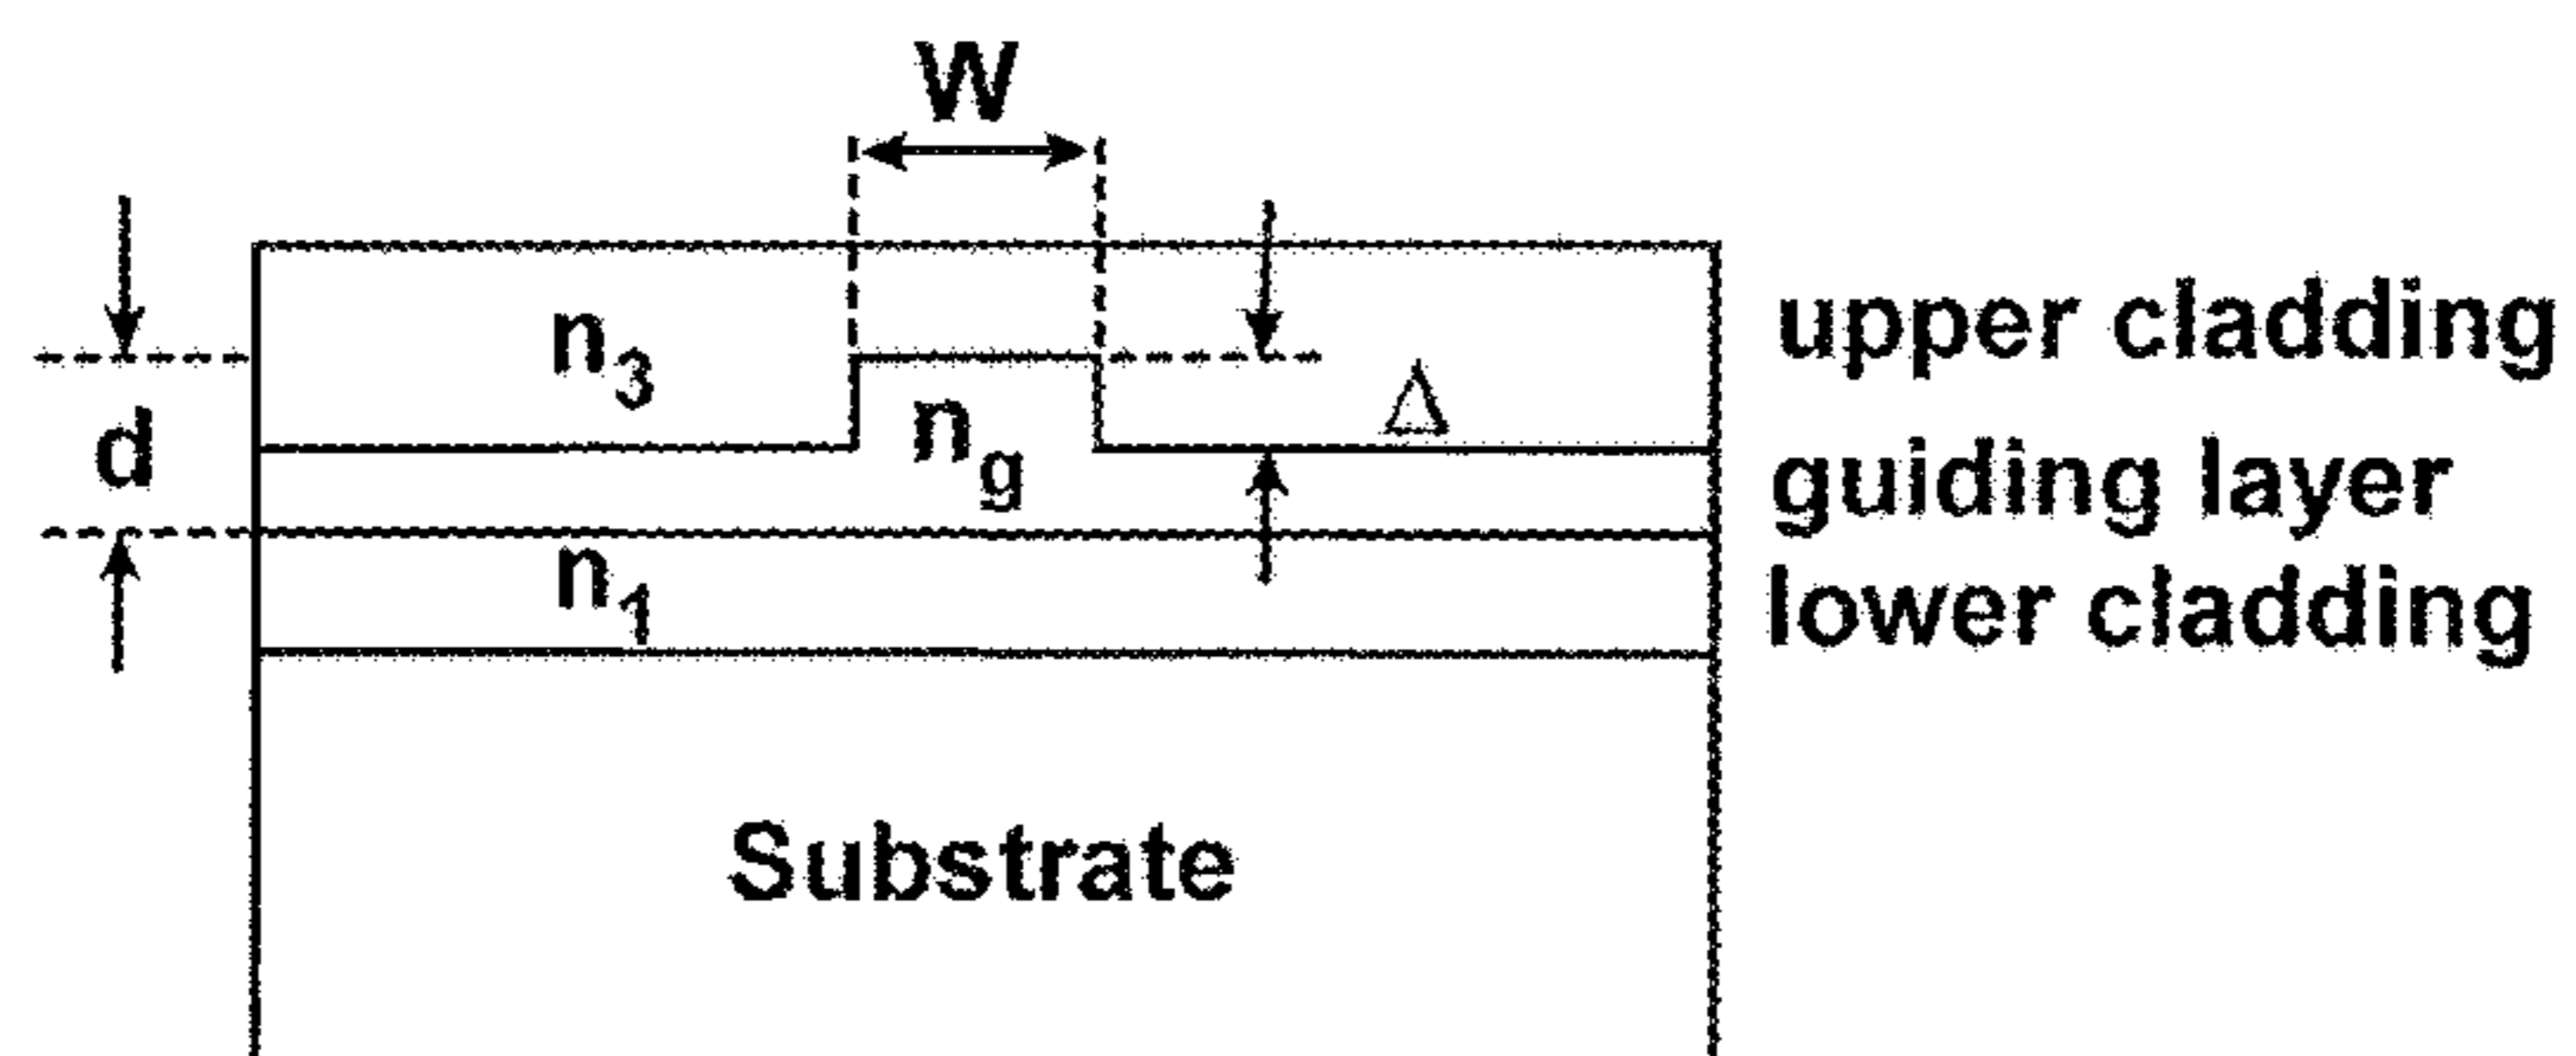 W
upper cladding
n3
Δ
d
ng
guiding layer
n1
lower cladding
Substrate